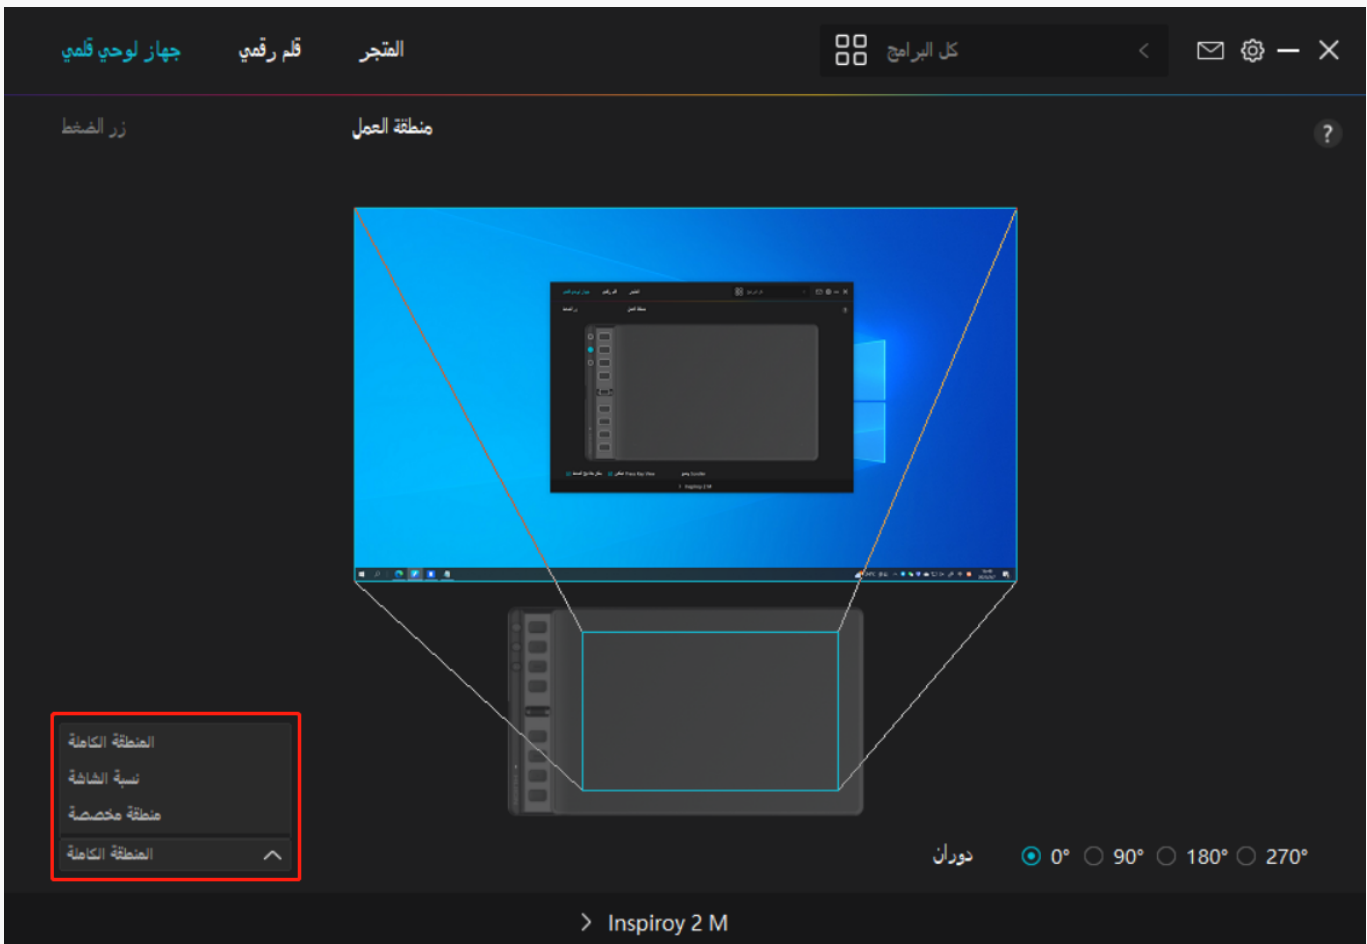 جهاز لوحي قلمي
قلم رقمي
المتجر
كل البرامج
زر الضغط
منطقة العمل
?
المنطقة الكاملة
نسبة الشاشة
منطقة مخصصة
المنطقة الكاملة
دوران 0° 90° 180° 270°
Inspiroy 2 M